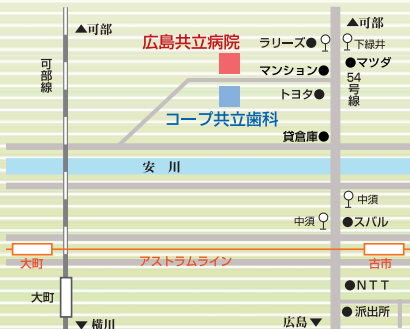 ▲可部
▲可部
広島共立病院
ラリーズ●
下緑井
可部線
マンション●
●マツダ
54号線
トヨタ●
コープ共立歯科
貸倉庫●
安川
中須
中須
●スバル
アストラムライン
大町
古市
●NTT
大町
●派出所
▼横川
広島▼